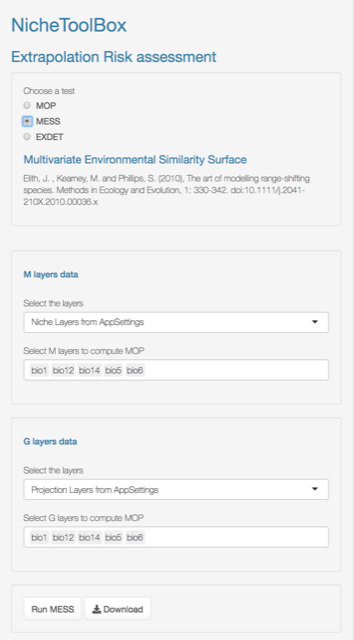 NicheToolBox
Extrapolation Risk assessment
Choose a test
MOP
MESS
EXDET
Multivariate Environmental Similarity Surface
Elith, J. , Kearney, M. and Phillips, S. (2010), The art of modelling range-shifting
species. Methods in Ecology and Evolution, 1: 330-342. doi:10.1111/j.2041-
210X.2010.00036.x
M layers data
Select the layers
Niche Layers from AppSettings
Select M layers to compute MOP
bio1 bio12 bio14 bio5 bio6
G layers data
Select the layers
Projection Layers from AppSettings
Select G layers to compute MOP
bio1 bio12 bio14 bio5 bio6
Run MESS Download